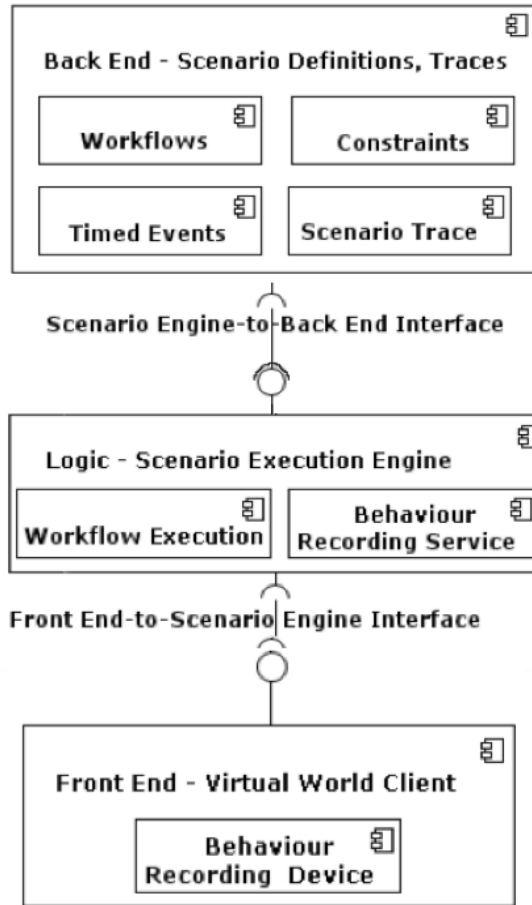 Back End - Scenario Definitions, Traces
Workflows
Constraints
Timed Events
Scenario Trace
Scenario Engine-to-Back End Interface
Logic - Scenario Execution Engine
Workflow Execution
Behaviour
Recording Service
Front End-to-Scenario Engine Interface
Front End - Virtual World Client
Behaviour
Recording Device